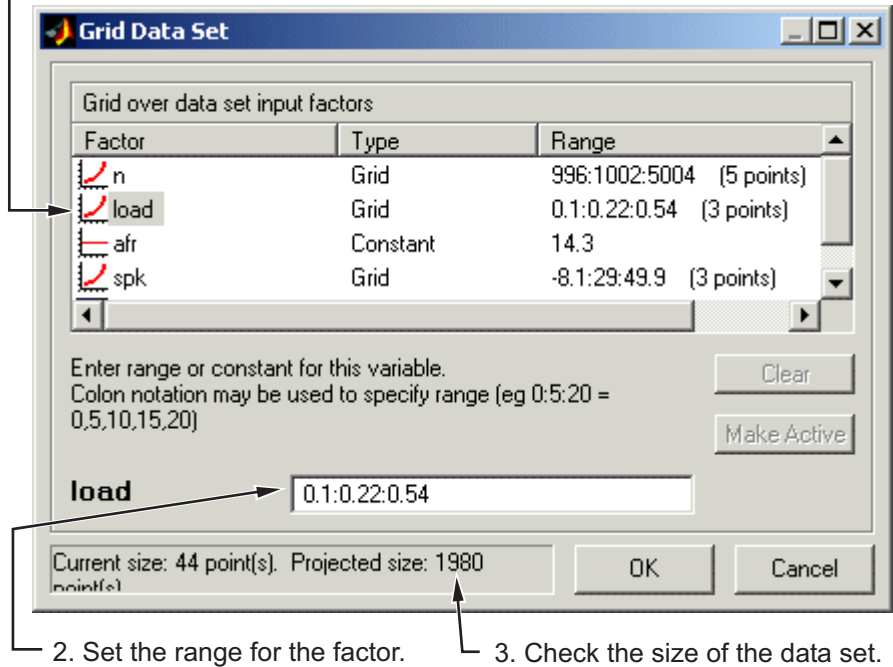 Grid Data Set
Grid over data set input factors
Factor Type Range
n Grid 996:1002:5004 (5 points)
load Grid 0.1:0.22:0.54 (3 points)
afr Constant 14.3
spk Grid -8.1:29:49.9 (3 points)
Enter range or constant for this variable.
Colon notation may be used to specify range (eg 0:5:20 =
0,5,10,15,20)
Clear
Make Active
load 0.1:0.22:0.54
Current size: 44 point(s). Projected size: 1980
point(s)
OK Cancel
2. Set the range for the factor. 3. Check the size of the data set.